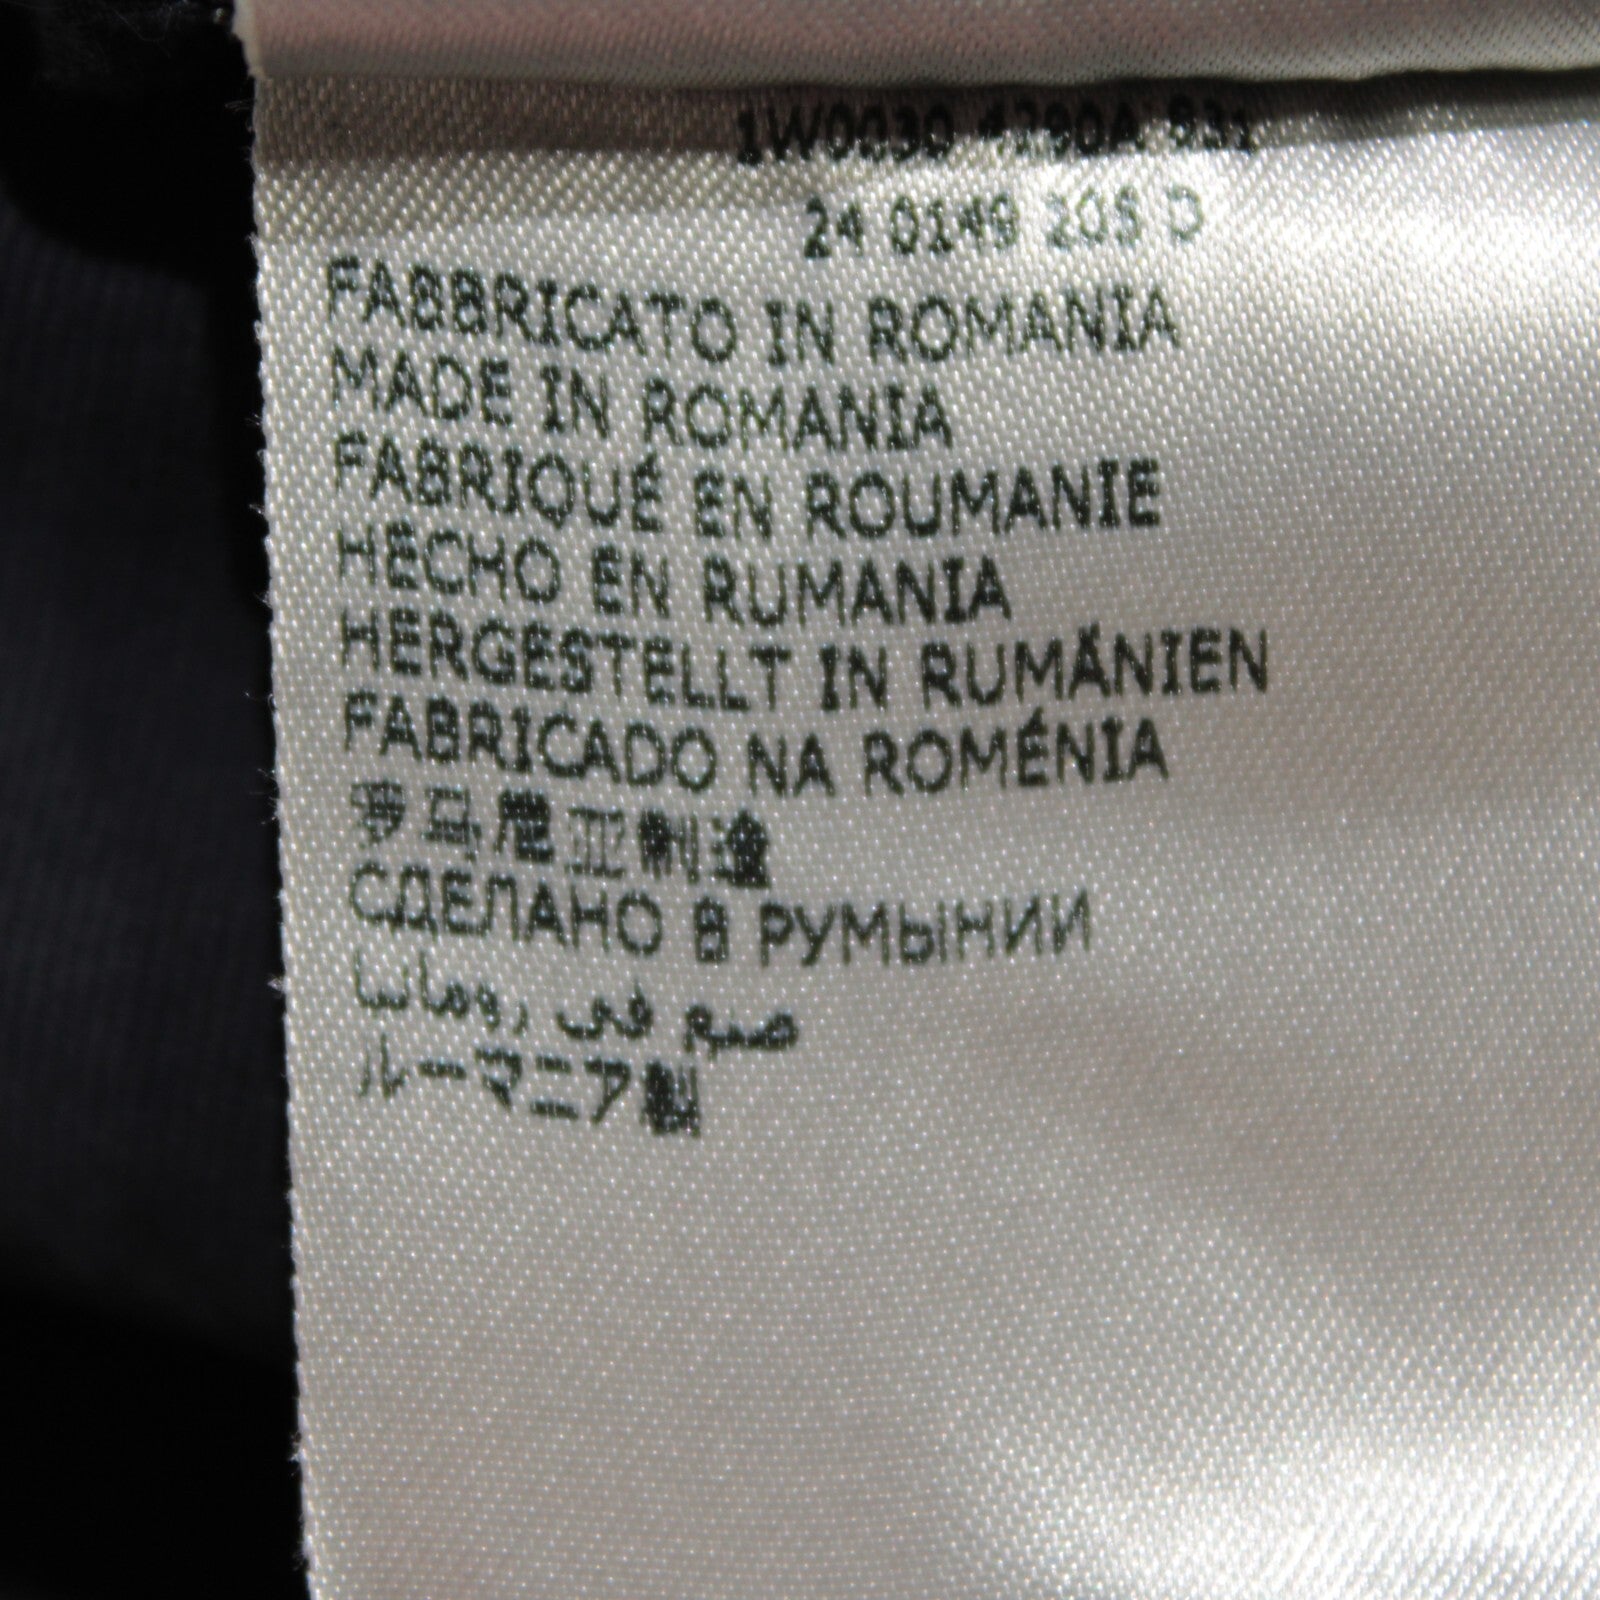 24 0149 205 D
FABBRICATO IN ROMANIA
MADE IN ROMANIA
FABRIQUÉ EN ROUMANIE
HECHO EN RUMANIA
HERGESTELLT IN RUMÄNIEN
FABRICADO NA ROMÉNIA
罗马尼亚制造
СДЕЛАНО В РУМЫНИИ
صنع في رومانيا
ルーマニア製